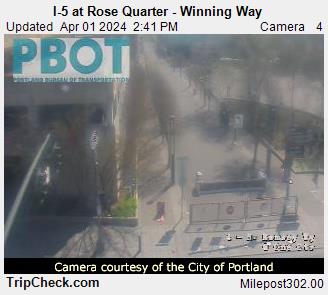 I-5 at Rose Quarter - Winning Way
Updated Apr 01 2024 2:41 PM Camera 4
PBOT
PORTLAND BUREAU OF TRANSPORTATION
Camera courtesy of the City of Portland
TripCheck.com Milepost302.00